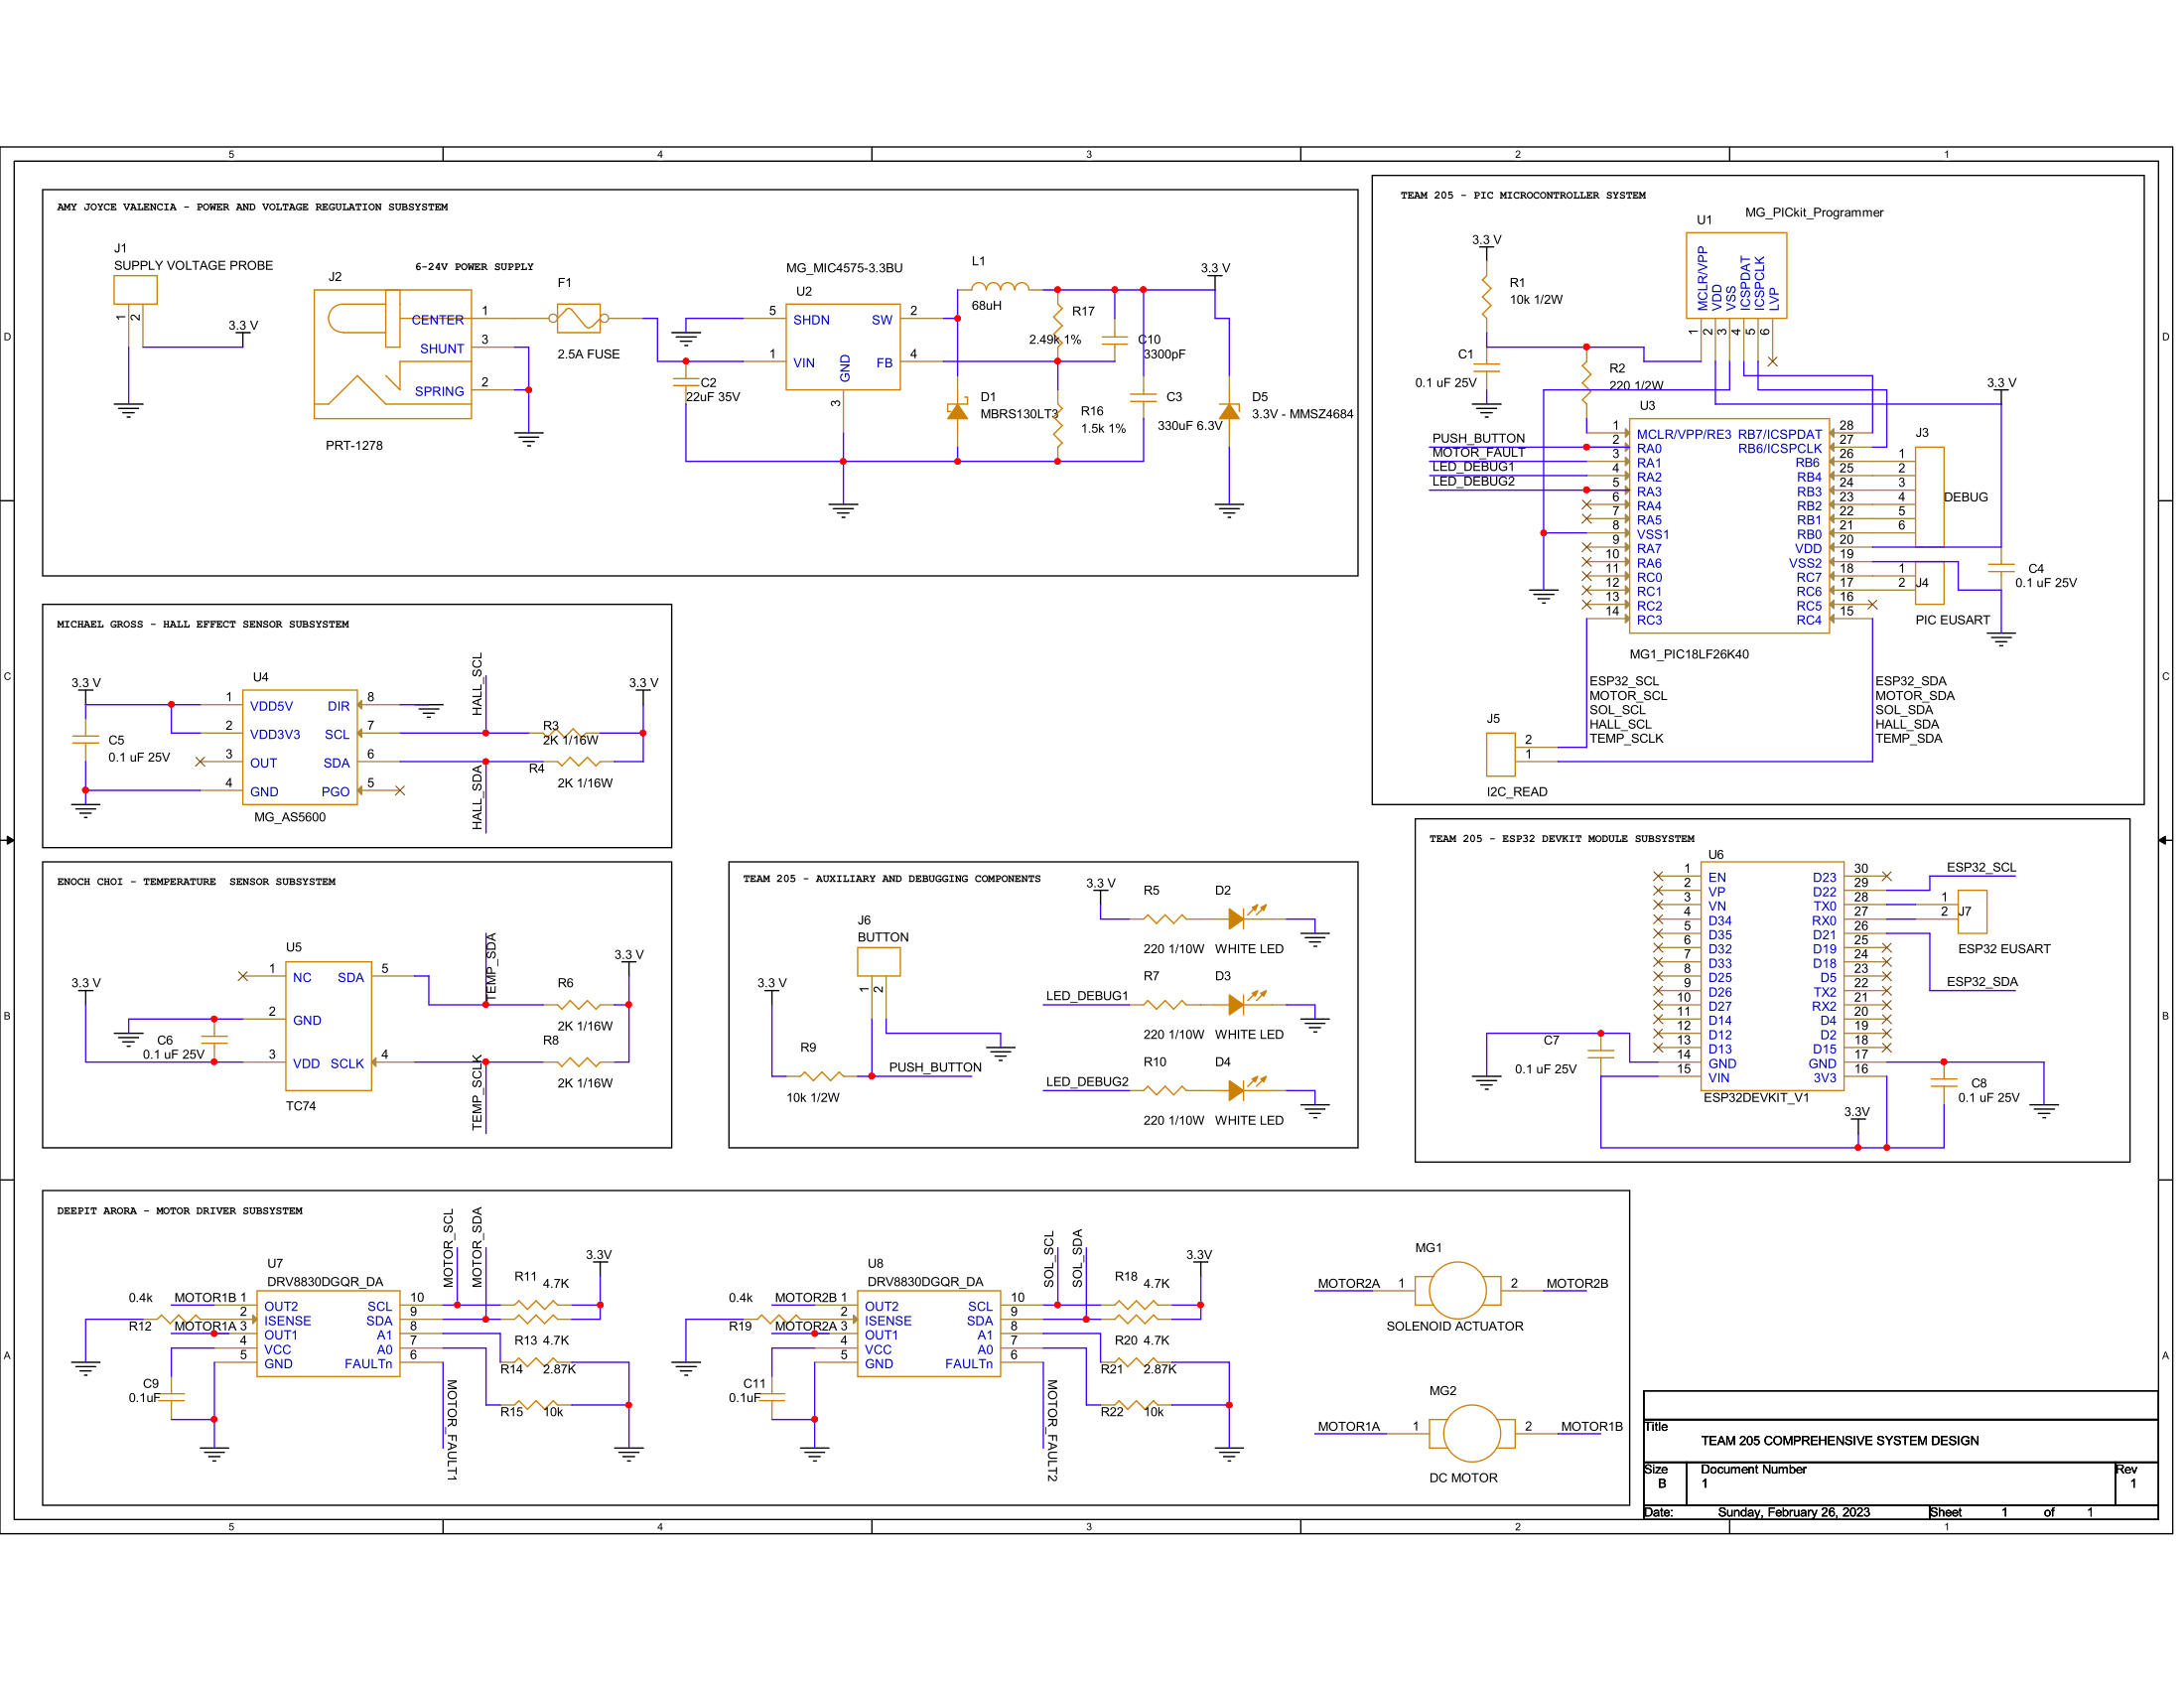 5 4 3 2 1
D
C
B
A
D
C
B
A
AMY JOYCE VALENCIA - POWER AND VOLTAGE REGULATION SUBSYSTEM
J1
SUPPLY VOLTAGE PROBE
1
2
3.3 V
6-24V POWER SUPPLY
J2
CENTER 1
SHUNT 3
SPRING 2
PRT-1278
F1
2.5A FUSE
C2
22uF 35V
MG_MIC4575-3.3BU
U2
5 SHDN SW 2
1 VIN FB 4
GND
3
L1
68uH
R17
2.49k 1%
C10
3300pF
D1
MBRS130LT3
R16
1.5k 1%
C3
330uF 6.3V
3.3 V
D5
3.3V - MMSZ4684
TEAM 205 - PIC MICROCONTROLLER SYSTEM
MG_PICkit_Programmer
U1
MCLR/VPP
VDD
VSS
ICSPDAT
ICSPCLK
LVP
1
2
3
4
5
6
3.3 V
R1
10k 1/2W
C1
0.1 uF 25V
R2
220 1/2W
3.3 V
U3
PUSH_BUTTON
MOTOR_FAULT
LED_DEBUG1
LED_DEBUG2
1 MCLR/VPP/RE3 RB7/ICSPDAT 28
2 RA0 RB6/ICSPCLK 27
3 RA1 RB6 26
4 RA2 RB4 25
5 RA3 RB3 24
6 RA4 RB2 23
7 RA5 RB1 22
8 VSS1 RB0 21
9 RA7 VDD 20
10 RA6 VSS2 19
11 RC0 RC7 18
12 RC1 RC6 17
13 RC2 RC5 16
14 RC3 RC4 15
MG1_PIC18LF26K40
J3
1
2
3
4
5
6
DEBUG
1
2
J4
PIC EUSART
C4
0.1 uF 25V
ESP32_SCL
MOTOR_SCL
SOL_SCL
HALL_SCL
TEMP_SCLK
ESP32_SDA
MOTOR_SDA
SOL_SDA
HALL_SDA
TEMP_SDA
J5
2
1
I2C_READ
MICHAEL GROSS - HALL EFFECT SENSOR SUBSYSTEM
3.3 V
C5
0.1 uF 25V
U4
1 VDD5V DIR 8
2 VDD3V3 SCL 7
3 OUT SDA 6
4 GND PGO 5
MG_AS5600
HALL_SCL
HALL_SDA
R3
2K 1/16W
R4
2K 1/16W
3.3 V
ENOCH CHOI - TEMPERATURE  SENSOR SUBSYSTEM
3.3 V
C6
0.1 uF 25V
U5
1 NC SDA 5
2 GND
3 VDD SCLK 4
TC74
TEMP_SDA
TEMP_SCLK
R6
2K 1/16W
R8
2K 1/16W
3.3 V
TEAM 205 - AUXILIARY AND DEBUGGING COMPONENTS
J6
BUTTON
1
2
3.3 V
R9
10k 1/2W
PUSH_BUTTON
3.3 V
R5 D2
220 1/10W WHITE LED
LED_DEBUG1
R7 D3
220 1/10W WHITE LED
LED_DEBUG2
R10 D4
220 1/10W WHITE LED
TEAM 205 - ESP32 DEVKIT MODULE SUBSYSTEM
U6
1 EN D23 30
2 VP D22 29
3 VN TX0 28
4 D34 RX0 27
5 D35 D21 26
6 D32 D19 25
7 D33 D18 24
8 D25 D5 23
9 D26 TX2 22
10 D27 RX2 21
11 D14 D4 20
12 D12 D2 19
13 D13 D15 18
14 GND GND 17
15 VIN 3V3 16
ESP32DEVKIT_V1
ESP32_SCL
1
2
J7
ESP32 EUSART
ESP32_SDA
C7
0.1 uF 25V
C8
0.1 uF 25V
3.3V
DEEPIT ARORA - MOTOR DRIVER SUBSYSTEM
U7
DRV8830DGQR_DA
0.4k
R12
MOTOR1B 1 OUT2 SCL 10
2 ISENSE SDA 9
MOTOR1A 3 OUT1 A1 8
4 VCC A0 7
5 GND FAULTn 6
C9
0.1uF
MOTOR_SCL
MOTOR_SDA
MOTOR_FAULT1
R11 4.7K
R13 4.7K
R14 2.87K
R15 10k
3.3V
U8
DRV8830DGQR_DA
0.4k
R19
MOTOR2B 1 OUT2 SCL 10
2 ISENSE SDA 9
MOTOR2A 3 OUT1 A1 8
4 VCC A0 7
5 GND FAULTn 6
C11
0.1uF
SOL_SCL
SOL_SDA
MOTOR_FAULT2
R18 4.7K
R20 4.7K
R21 2.87K
R22 10k
3.3V
MG1
MOTOR2A 1 2 MOTOR2B
SOLENOID ACTUATOR
MG2
MOTOR1A 1 2 MOTOR1B
DC MOTOR
Title
TEAM 205 COMPREHENSIVE SYSTEM DESIGN
Size Document Number Rev
B 1 1
Date: Sunday, February 26, 2023 Sheet 1 of 1
5 4 3 2 1